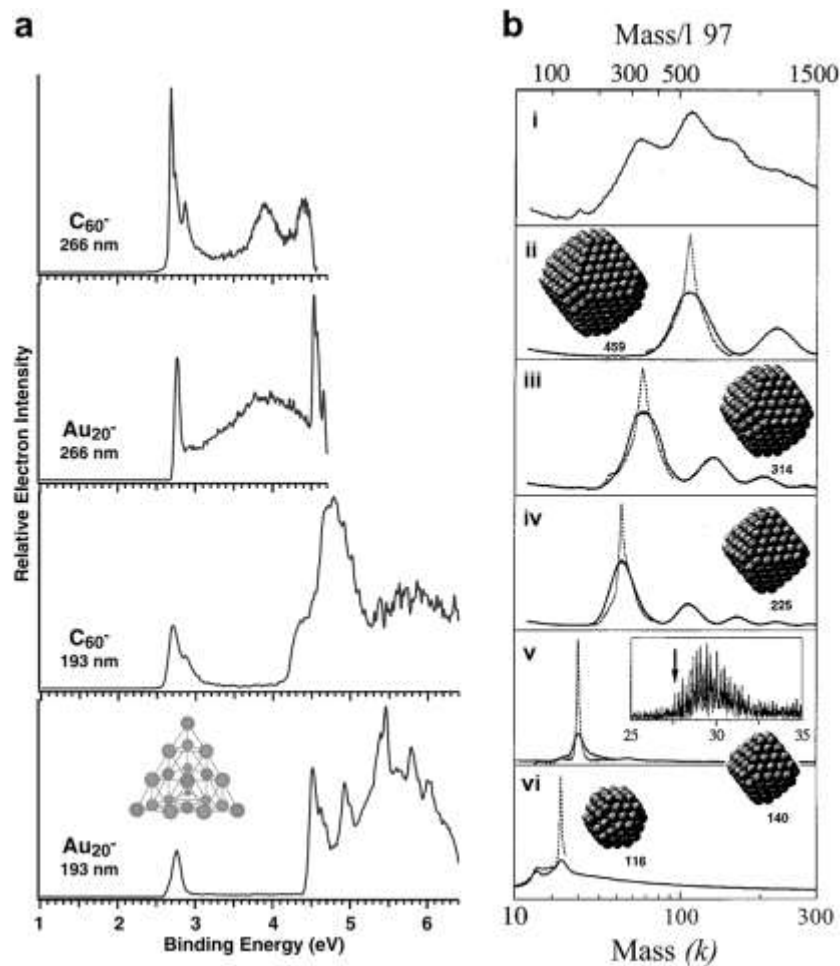 a
Relative Electron Intensity
C60-
266 nm
Au20-
266 nm
C60-
193 nm
Au20-
193 nm
1 2 3 4 5 6
Binding Energy (eV)
b
Mass/l 97
100 300 500 1500
i
ii
459
iii
314
iv
225
v
25 30 35
140
vi
116
10 100 300
Mass (k)